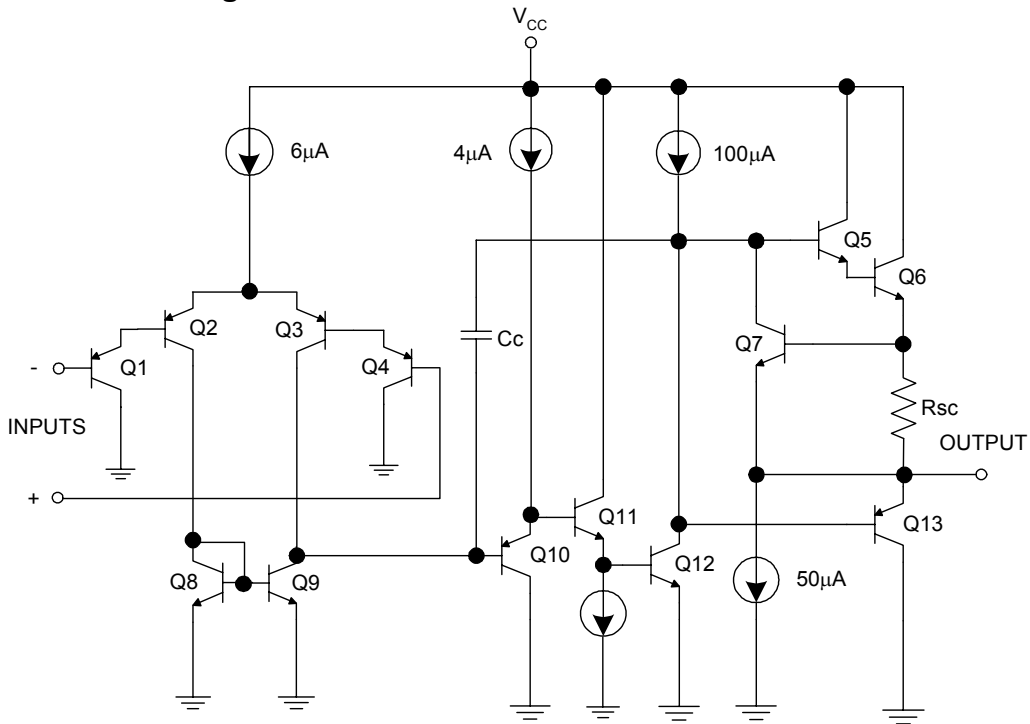 V_CC
6μA
4μA
100μA
Q5
Q6
Q2
Q3
Cc
Q7
- Q1
Q4
Rsc
INPUTS
OUTPUT
+
Q11
Q13
Q10
Q12
Q8
Q9
50μA